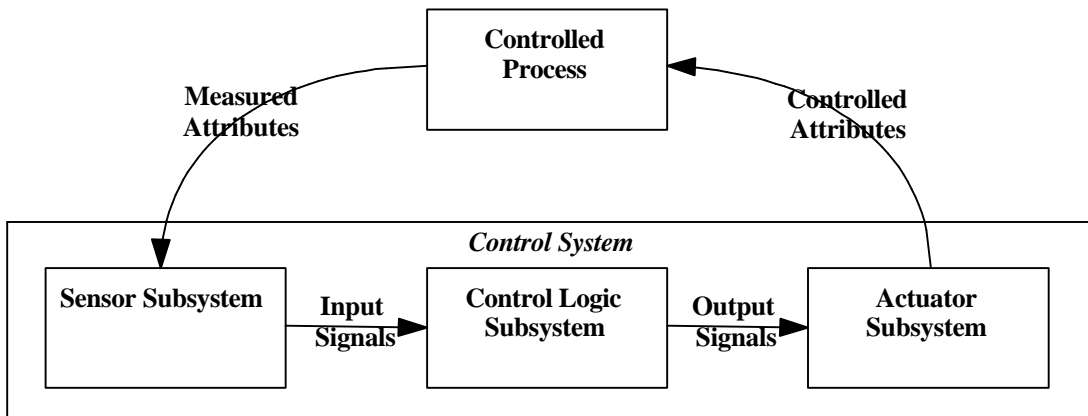 Controlled
Process
Measured
Attributes
Controlled
Attributes
Control System
Sensor Subsystem
Input
Signals
Control Logic
Subsystem
Output
Signals
Actuator
Subsystem